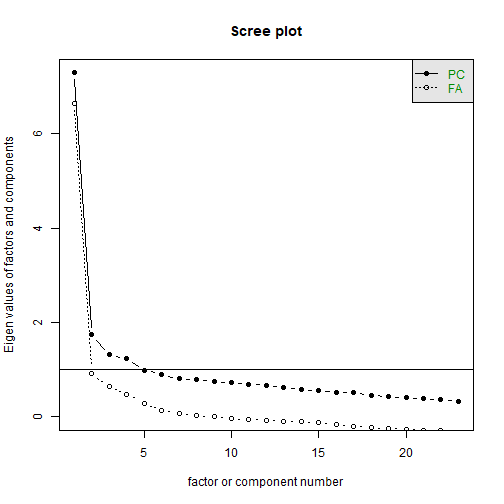 Scree plot
PC
FA
Eigen values of factors and components
0 2 4 6
5 10 15 20
factor or component number